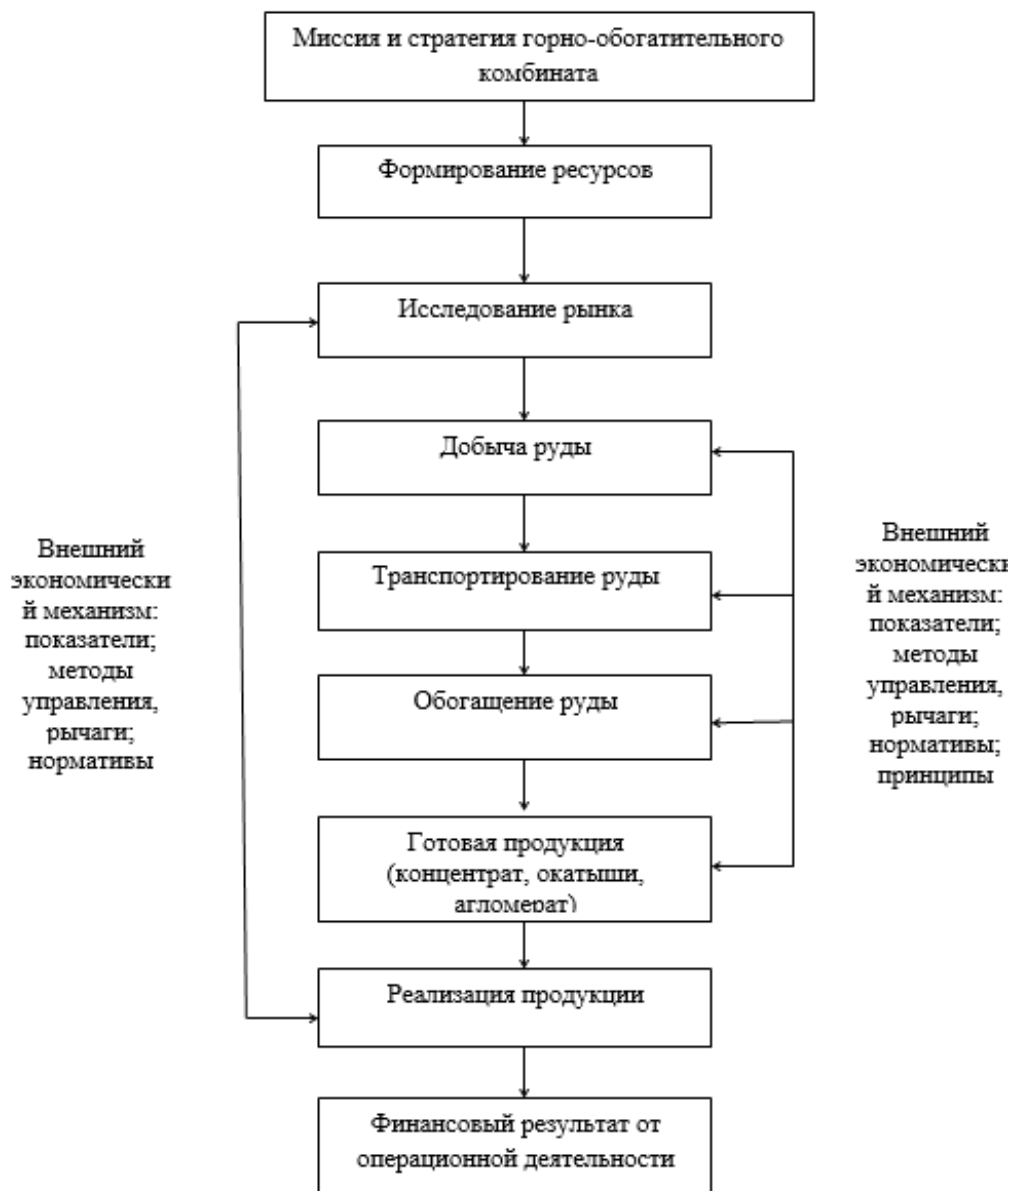 Миссия и стратегия горно-обогатительного
комбината
Формирование ресурсов
Исследование рынка
Добыча руды
Транспортирование руды
Обогащение руды
Готовая продукция
(концентрат, окатыши,
агломерат)
Реализация продукции
Финансовый результат от
операционной деятельности
Внешний
экономически
й механизм:
показатели;
методы
управления,
рычаги;
нормативы
Внешний
экономически
й механизм:
показатели;
методы
управления,
рычаги;
нормативы;
принципы